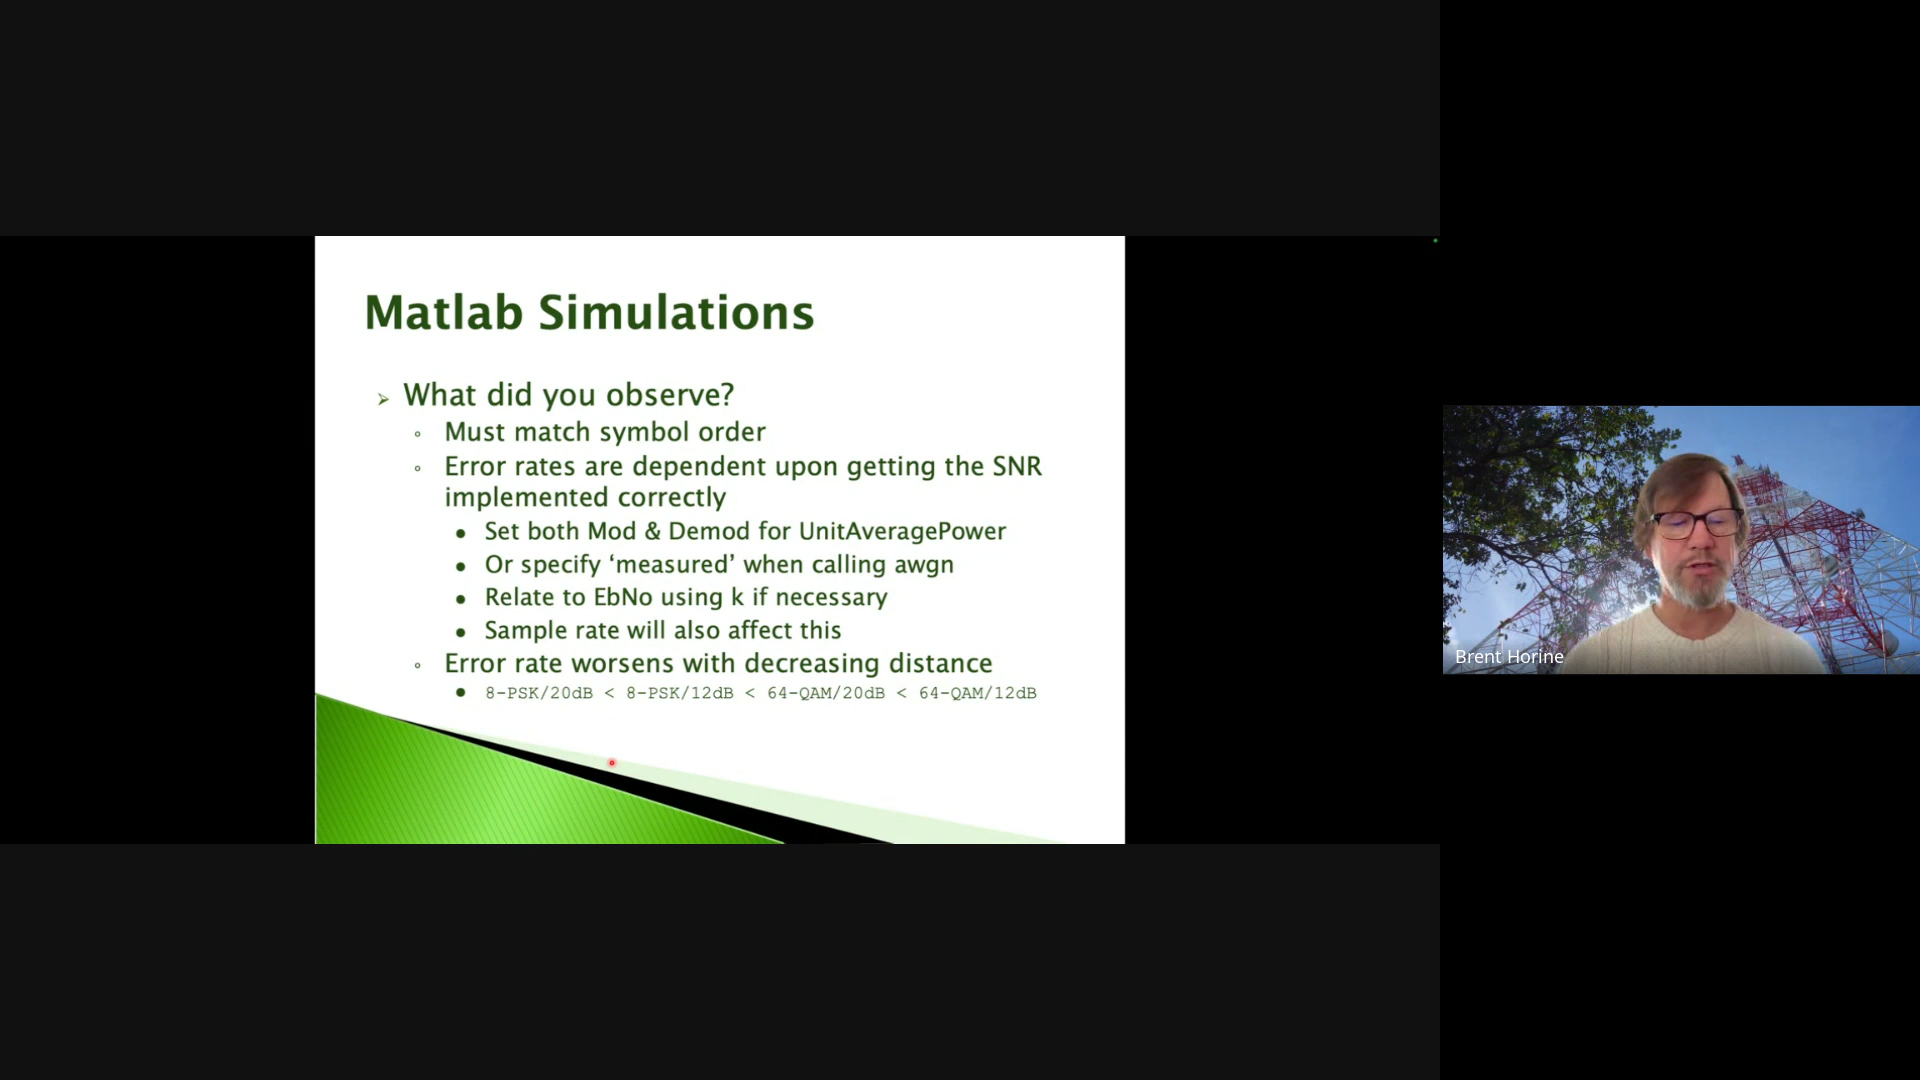 Matlab Simulations
What did you observe?
Must match symbol order
Error rates are dependent upon getting the SNR
implemented correctly
Set both Mod & Demod for UnitAveragePower
Or specify ‘measured’ when calling awgn
Relate to EbNo using k if necessary
Sample rate will also affect this
Error rate worsens with decreasing distance
8-PSK/20dB < 8-PSK/12dB < 64-QAM/20dB < 64-QAM/12dB
Brent Horine